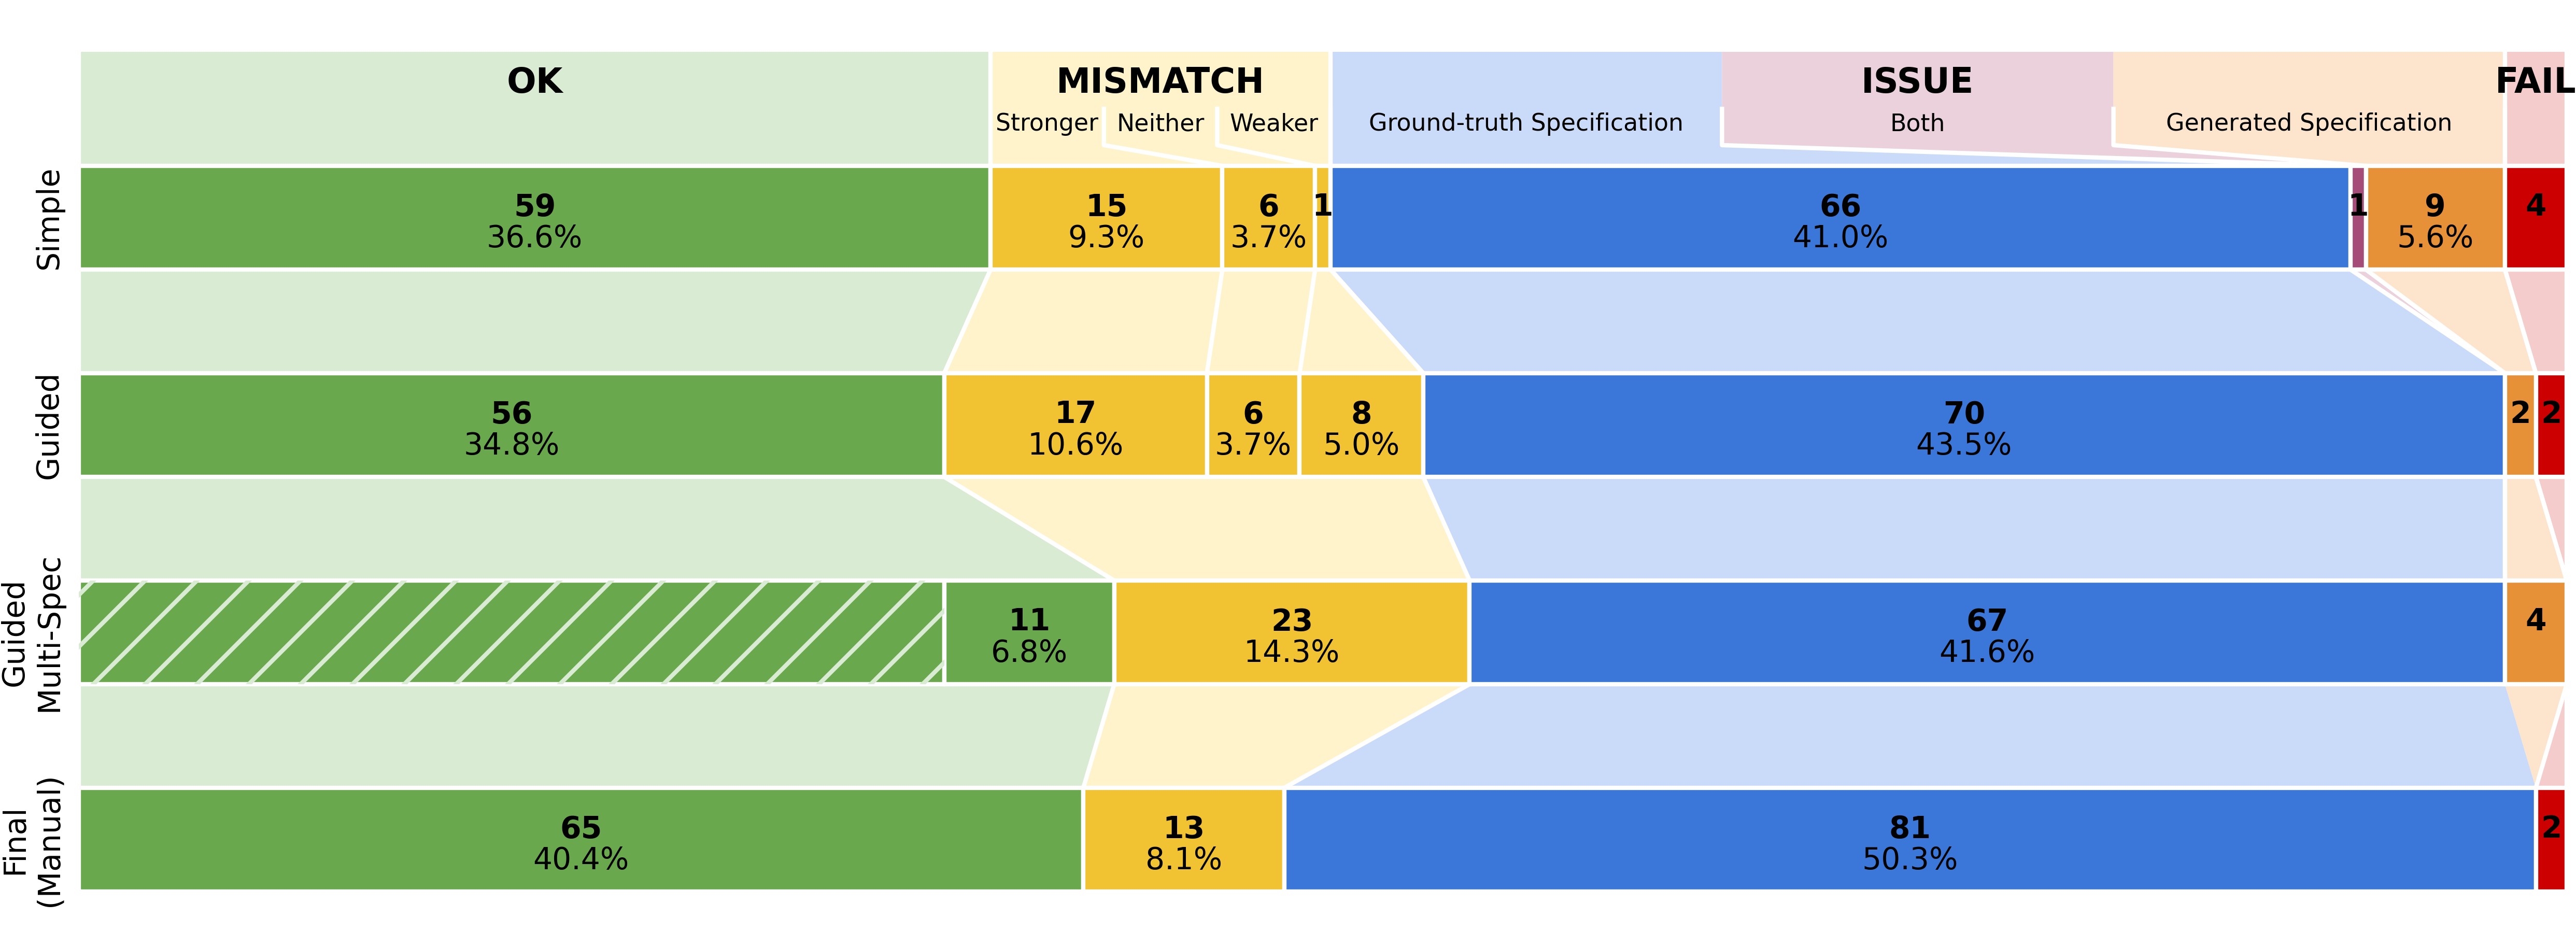 OK
MISMATCH
ISSUE
FAIL
Stronger
Neither
Weaker
Ground-truth Specification
Both
Generated Specification
Simple
59
36.6%
15
9.3%
6
3.7%
1
66
41.0%
1
9
5.6%
4
Guided
56
34.8%
17
10.6%
6
3.7%
8
5.0%
70
43.5%
2
2
Guided
Multi-Spec
11
6.8%
23
14.3%
67
41.6%
4
Final
(Manual)
65
40.4%
13
8.1%
81
50.3%
2